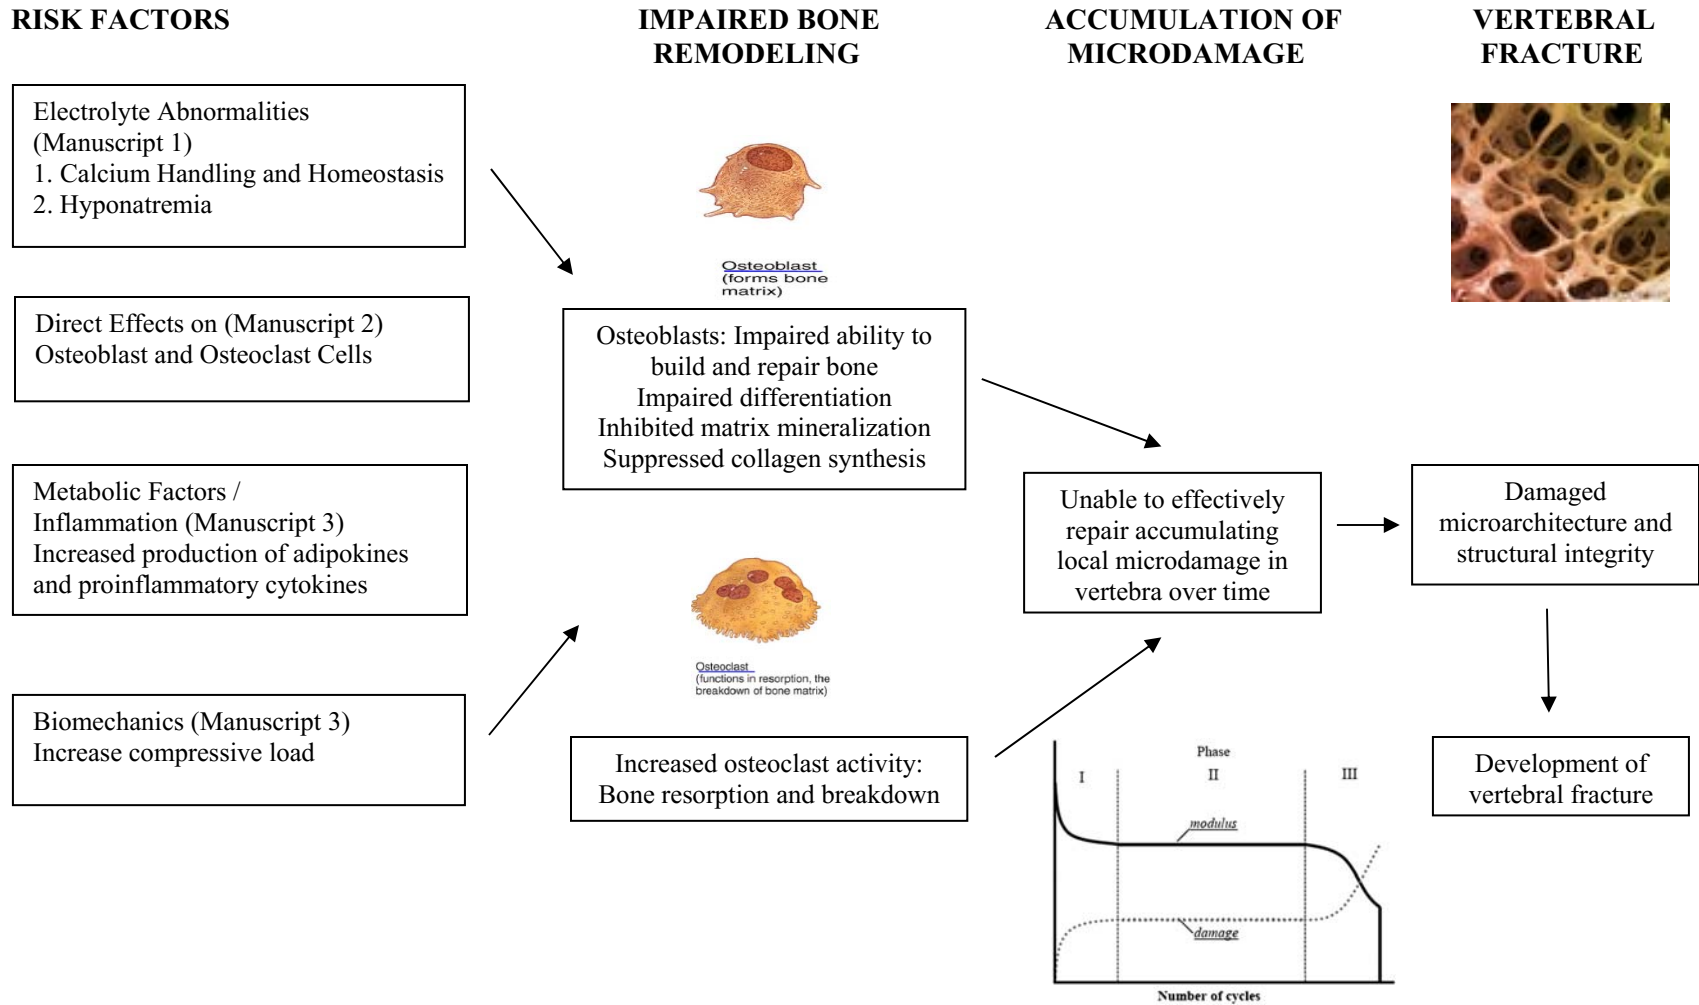 RISK FACTORS
IMPAIRED BONE
REMODELING
ACCUMULATION OF
MICRODAMAGE
VERTEBRAL
FRACTURE
Electrolyte Abnormalities
(Manuscript 1)
1. Calcium Handling and Homeostasis
2. Hyponatremia
Direct Effects on (Manuscript 2)
Osteoblast and Osteoclast Cells
Metabolic Factors /
Inflammation (Manuscript 3)
Increased production of adipokines
and proinflammatory cytokines
Biomechanics (Manuscript 3)
Increase compressive load
Osteoblast
(forms bone
matrix)
Osteoblasts: Impaired ability to
build and repair bone
Impaired differentiation
Inhibited matrix mineralization
Suppressed collagen synthesis
Osteoclast
(functions in resorption, the
breakdown of bone matrix)
Increased osteoclast activity:
Bone resorption and breakdown
Unable to effectively
repair accumulating
local microdamage in
vertebra over time
Phase
I II III
modulus
damage
Number of cycles
Damaged
microarchitecture and
structural integrity
Development of
vertebral fracture